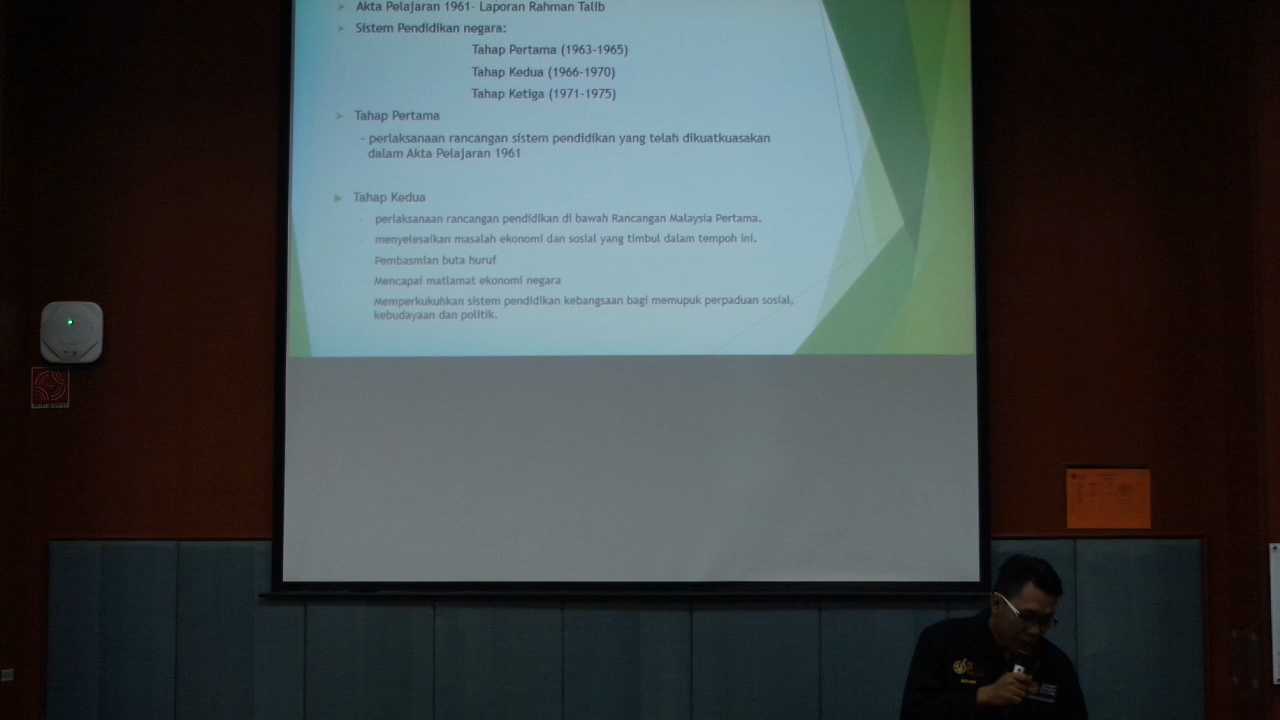 Akta Pelajaran 1961- Laporan Rahman Talib
Sistem Pendidikan negara:
Tahap Pertama (1963-1965)
Tahap Kedua (1966-1970)
Tahap Ketiga (1971-1975)
Tahap Pertama
- perlaksanaan rancangan sistem pendidikan yang telah dikuatkuasakan
dalam Akta Pelajaran 1961
Tahap Kedua
perlaksanaan rancangan pendidikan di bawah Rancangan Malaysia Pertama.
menyelesaikan masalah ekonomi dan sosial yang timbul dalam tempoh ini.
Pembasmian buta huruf
Mencapai matlamat ekonomi negara
Memperkukuhkan sistem pendidikan kebangsaan bagi memupuk perpaduan sosial,
kebudayaan dan politik.